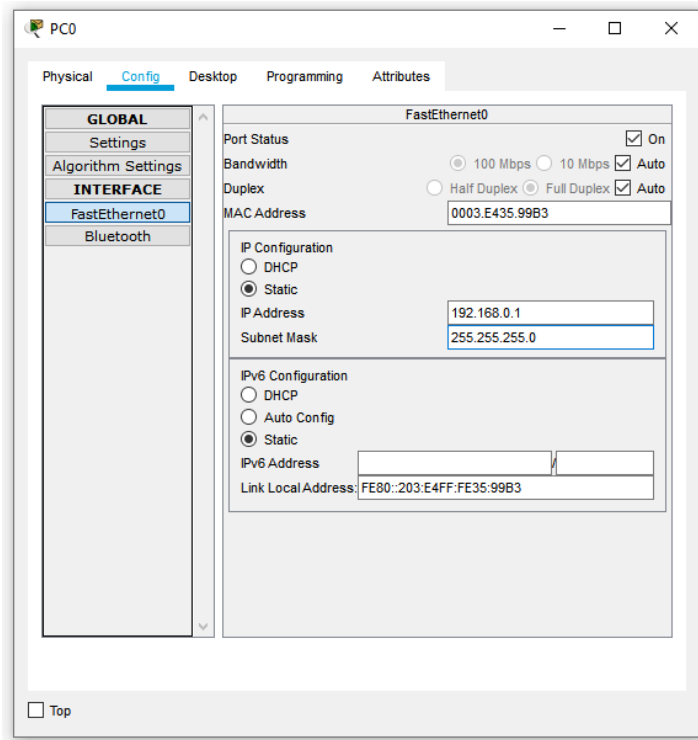 PC0
Physical Config Desktop Programming Attributes
GLOBAL
Settings
Algorithm Settings
INTERFACE
FastEthernet0
Bluetooth
FastEthernet0
Port Status On
Bandwidth 100 Mbps 10 Mbps Auto
Duplex Half Duplex Full Duplex Auto
MAC Address 0003.E435.99B3
IP Configuration
DHCP
Static
IP Address 192.168.0.1
Subnet Mask 255.255.255.0
IPv6 Configuration
DHCP
Auto Config
Static
IPv6 Address /
Link Local Address: FE80::203:E4FF:FE35:99B3
Top